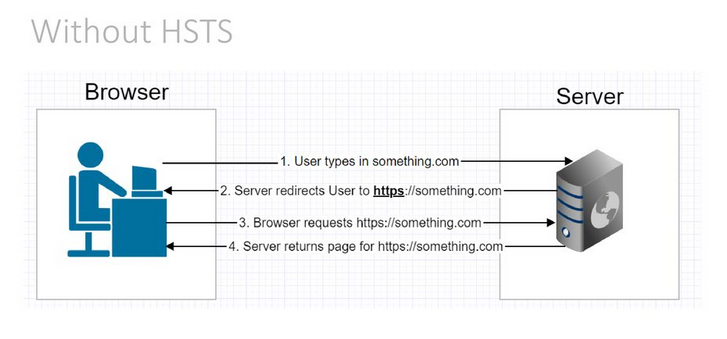 Without HSTS
Browser
Server
1. User types in something.com
2. Server redirects User to https://something.com
3. Browser requests https://something.com
4. Server returns page for https://something.com